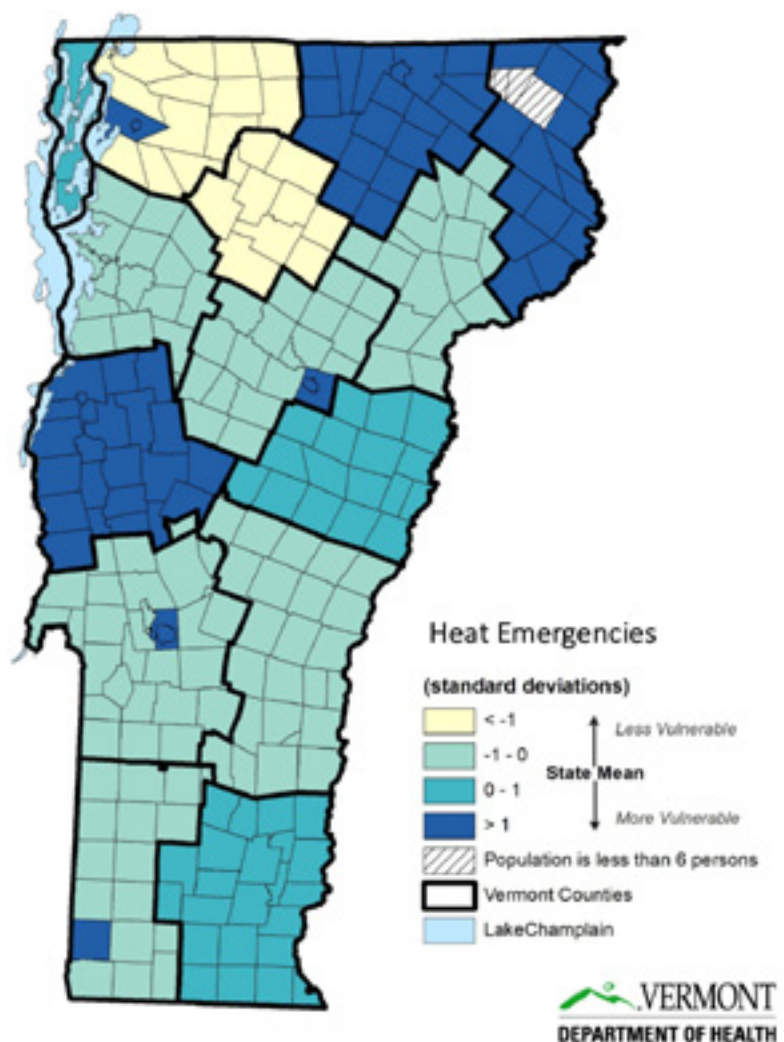 Heat Emergencies
(standard deviations)
< -1
Less Vulnerable
-1 - 0
State Mean
0 - 1
> 1
More Vulnerable
Population is less than 6 persons
Vermont Counties
LakeChamplain
VERMONT
DEPARTMENT OF HEALTH